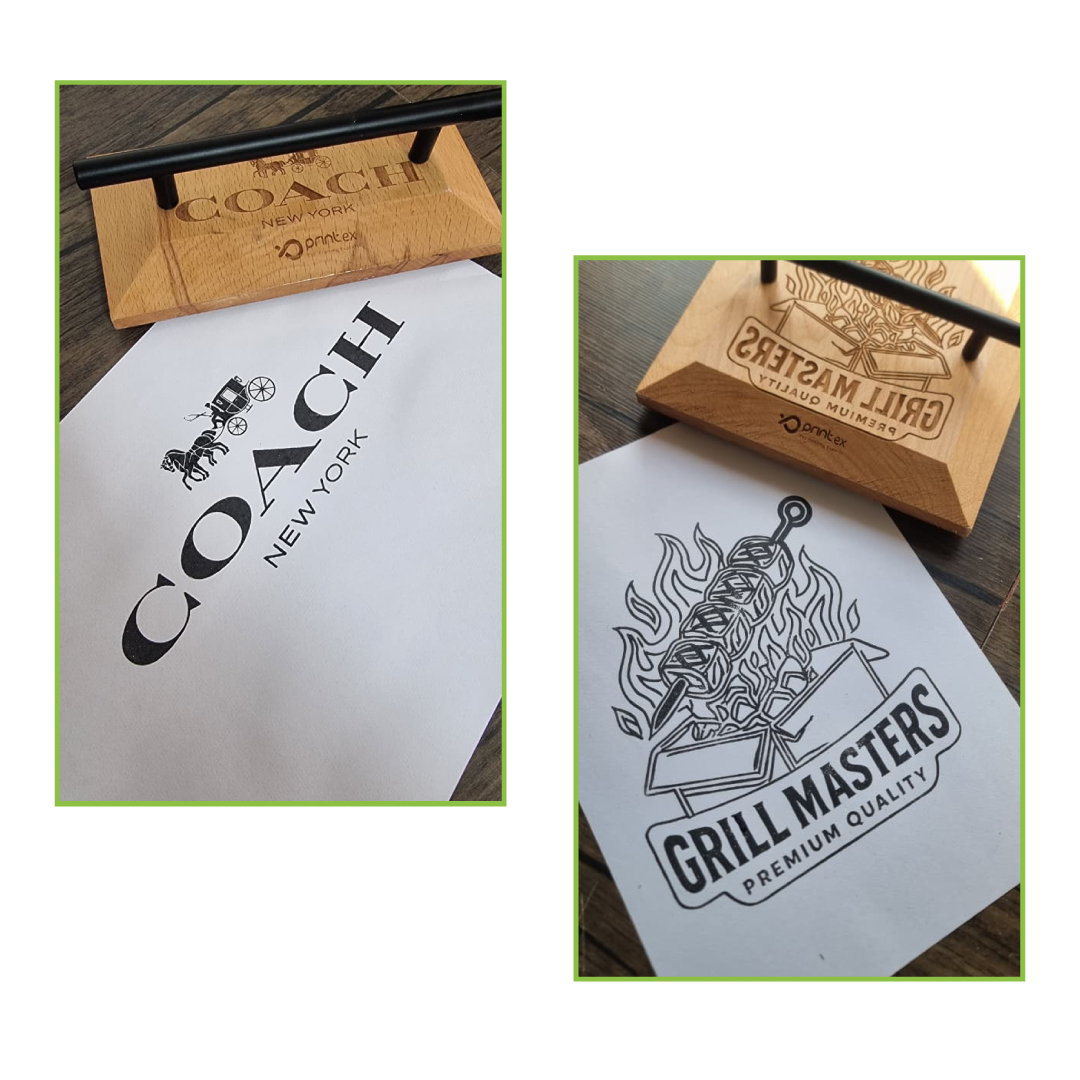 COACH
NEW YORK
printex
COACH
NEW YORK
GRILL MASTERS
PREMIUM QUALITY
printex
GRILL MASTERS
PREMIUM QUALITY